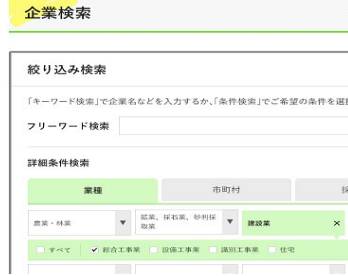 企業検索
絞り込み検索
「キーワード検索」で企業名などを入力するか、「条件検索」でご希望の条件を選
フリーワード検索
詳細条件検索
業種 市町村
農業・林業 鉱業、採石業、砂利採取業 建設業 ×
すべて 総合工事業 設備工事業 識別工事業 住宅